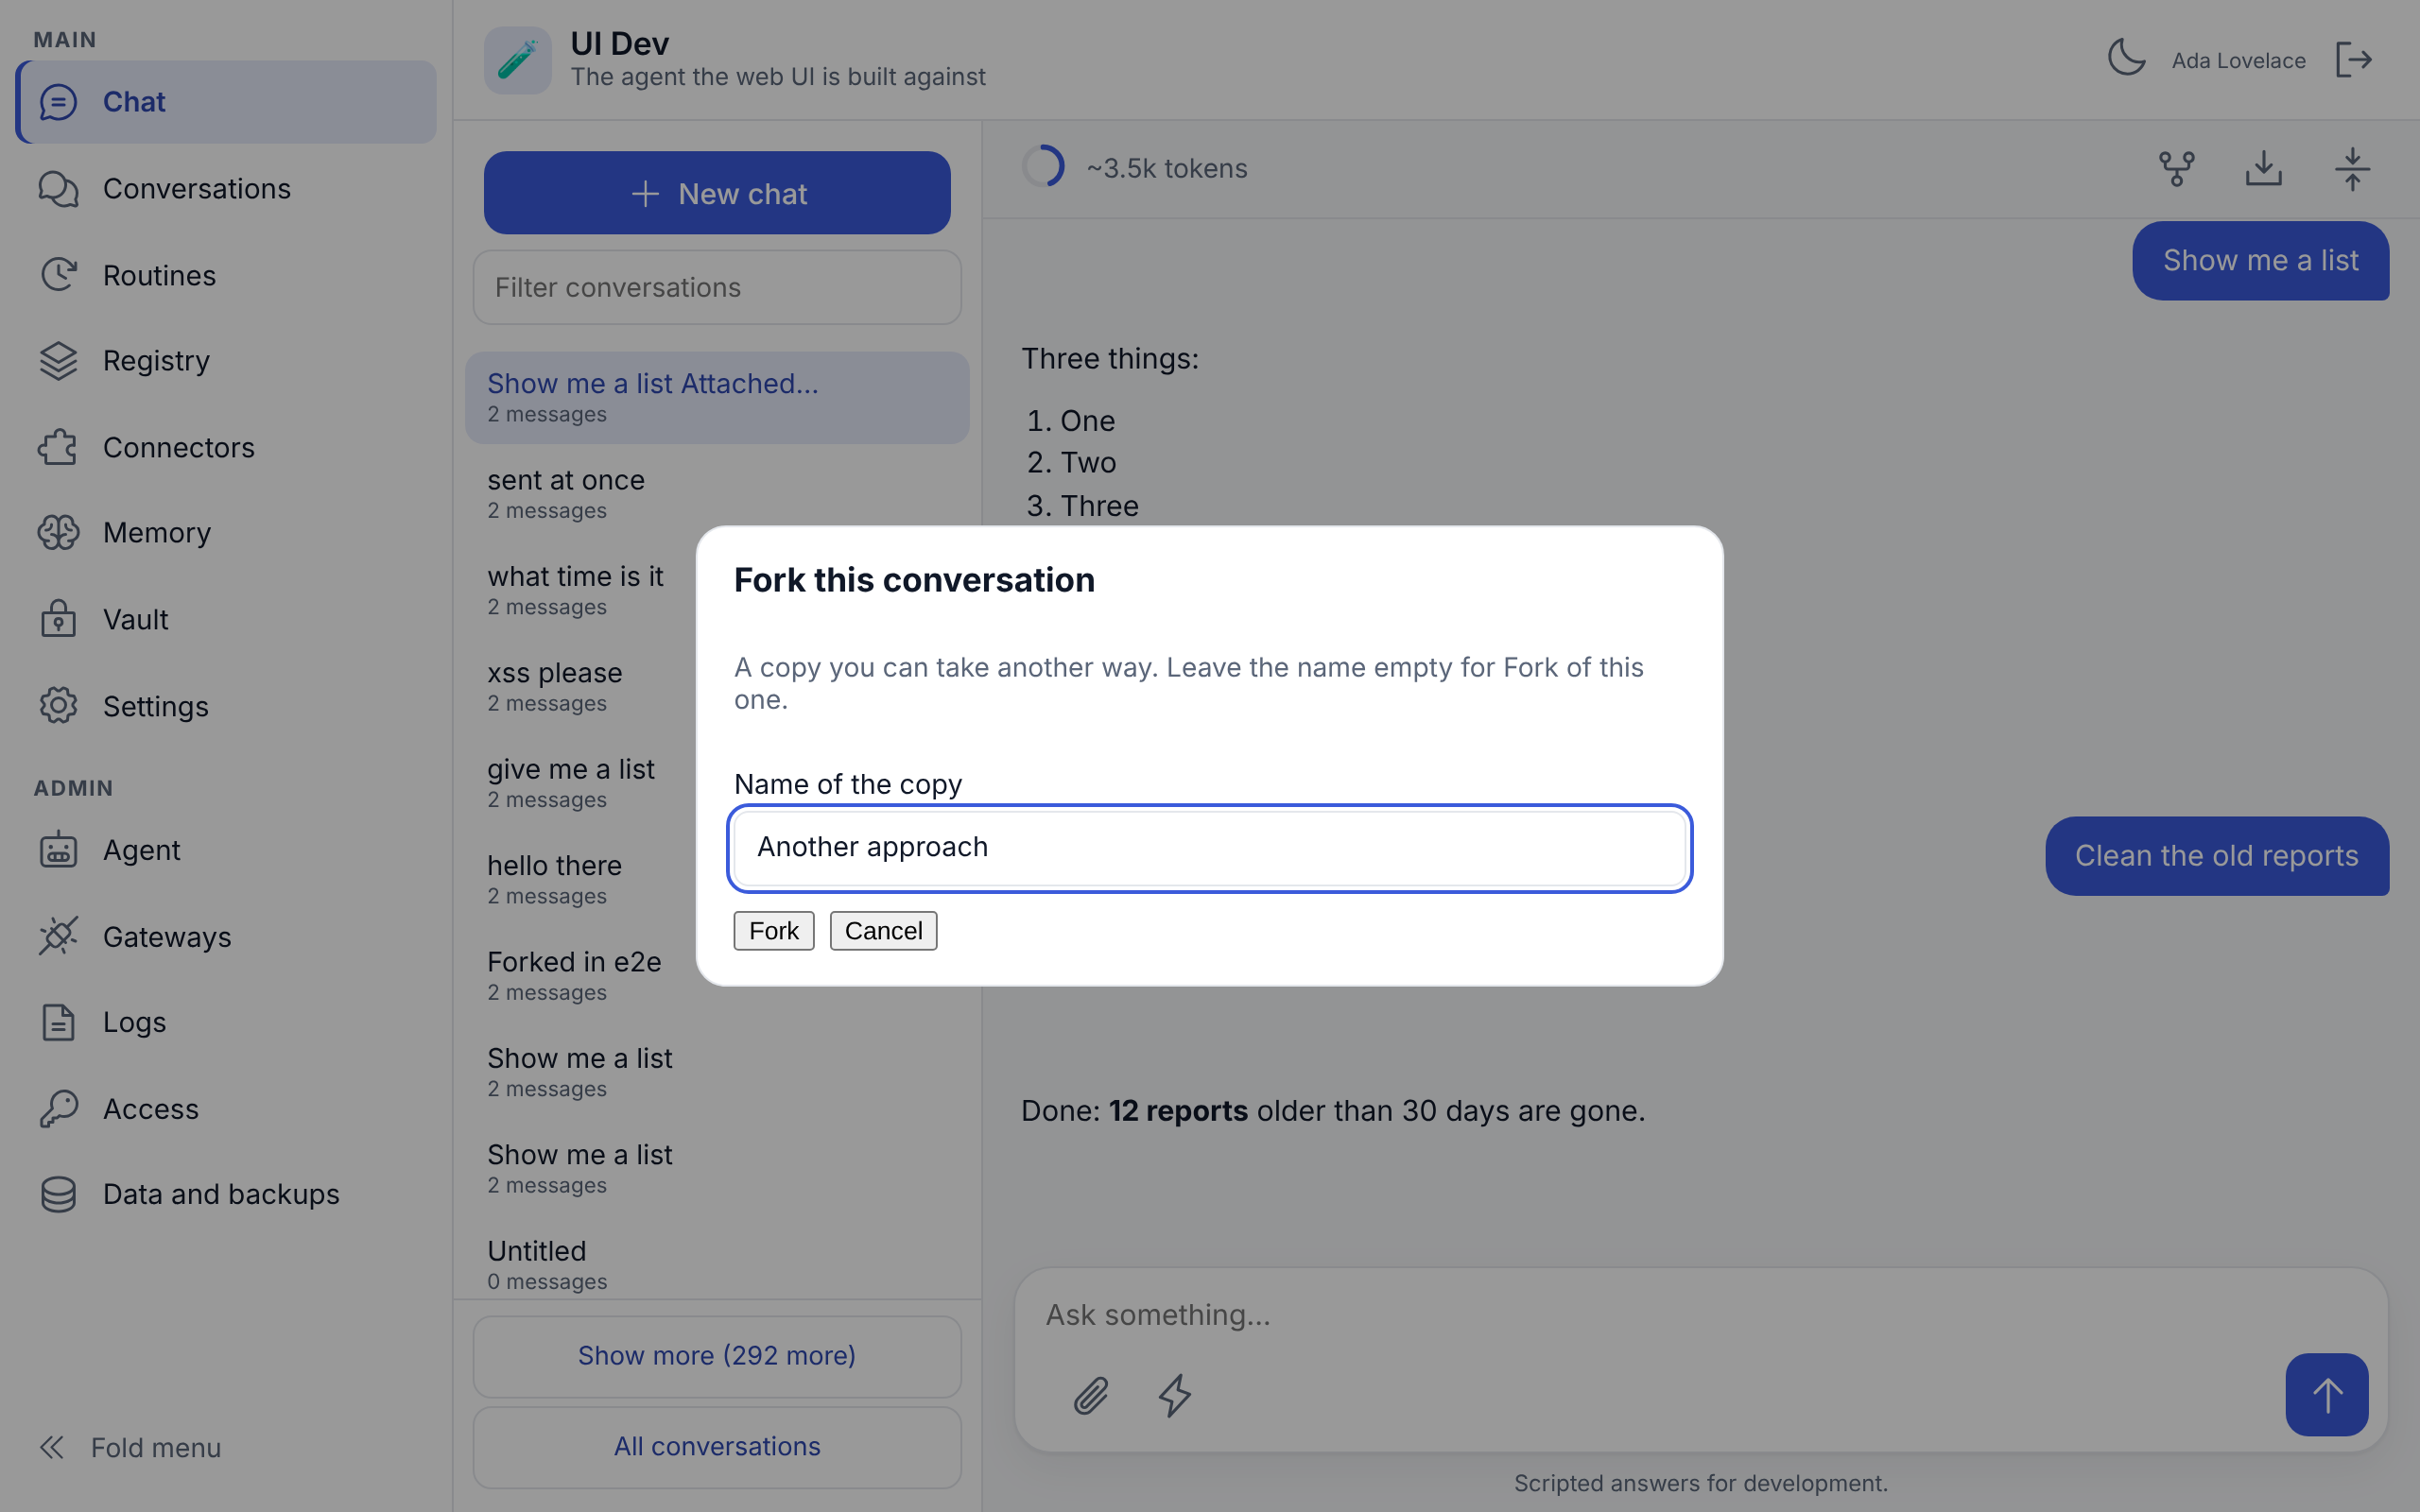 MAIN
Chat
Conversations
Routines
Registry
Connectors
Memory
Vault
Settings
ADMIN
Agent
Gateways
Logs
Access
Data and backups
Fold menu
UI Dev
The agent the web UI is built against
Ada Lovelace
New chat
Filter conversations
Show me a list Attached...
2 messages
sent at once
2 messages
what time is it
2 messages
xss please
2 messages
give me a list
2 messages
hello there
2 messages
Forked in e2e
2 messages
Show me a list
2 messages
Show me a list
2 messages
Untitled
0 messages
Show more (292 more)
All conversations
~3.5k tokens
Show me a list
Three things:
1. One
2. Two
3. Three
Fork this conversation
A copy you can take another way. Leave the name empty for Fork of this
one.
Name of the copy
Another approach
Fork Cancel
Clean the old reports
Done: 12 reports older than 30 days are gone.
Ask something...
Scripted answers for development.